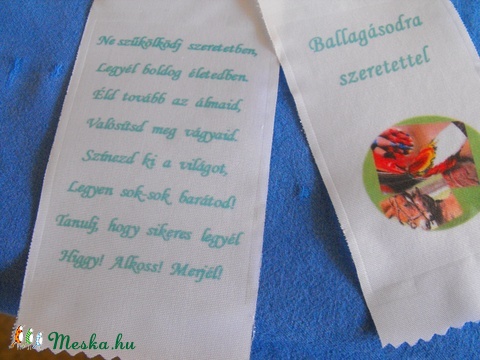 Ne szűkölködj szeretetben,
Legyél boldog életedben.
Éld tovább az álmaid,
Valósítsd meg vágyaid.
Színezd ki a világot,
Legyen sok-sok barátod!
Tanulj, hogy sikeres legyél
Higgy! Alkoss! Merjél!
Ballagásodra
szeretettel
Meska.hu